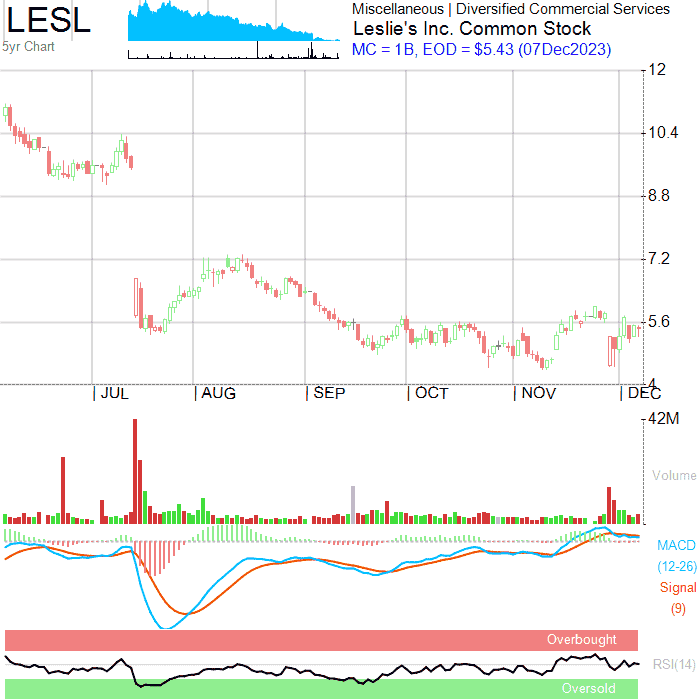 LESL
5yr Chart
Miscellaneous | Diversified Commercial Services
Leslie's Inc. Common Stock
MC = 1B, EOD = $5.43 (07Dec2023)
12
10.4
8.8
7.2
5.6
4
JUL AUG SEP OCT NOV DEC
42M
Volume
MACD
(12-26)
Signal
(9)
Overbought
RSI(14)
Oversold